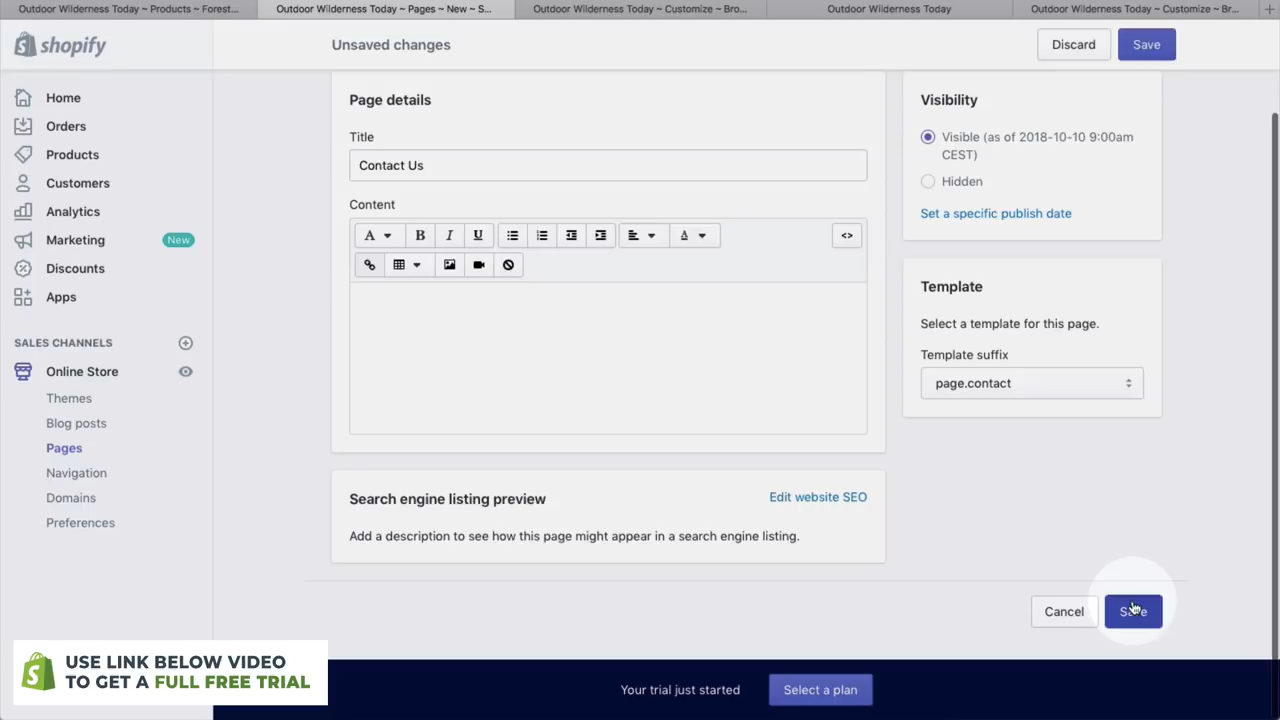 Outdoor Wilderness Today ~ Products ~ Forest...
Outdoor Wilderness Today ~ Pages ~ New ~ S...
Outdoor Wilderness Today ~ Customize ~ Bro...
Outdoor Wilderness Today
Outdoor Wilderness Today ~ Customize ~ Br...
shopify
Unsaved changes
Discard
Save
Home
Orders
Products
Customers
Analytics
Marketing
New
Discounts
Apps
SALES CHANNELS
Online Store
Themes
Blog posts
Pages
Navigation
Domains
Preferences
Page details
Title
Contact Us
Content
A
B
I
U
A
<>
Search engine listing preview
Edit website SEO
Add a description to see how this page might appear in a search engine listing.
Visibility
Visible (as of 2018-10-10 9:00am
CEST)
Hidden
Set a specific publish date
Template
Select a template for this page.
Template suffix
page.contact
Cancel
Save
USE LINK BELOW VIDEO
TO GET A FULL FREE TRIAL
Your trial just started
Select a plan